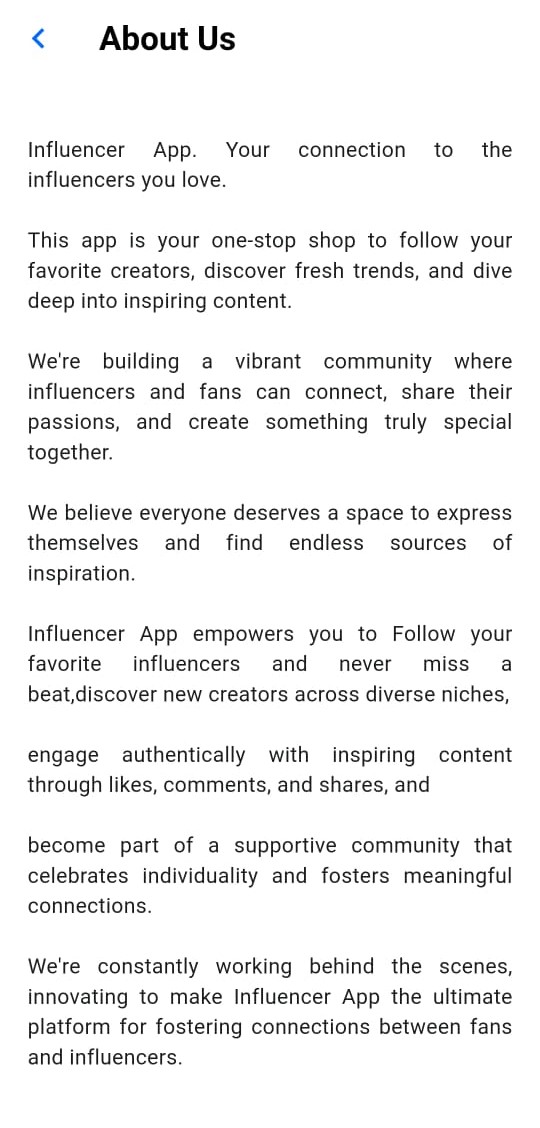 About Us
Influencer App. Your connection to the
influencers you love.
This app is your one-stop shop to follow your
favorite creators, discover fresh trends, and dive
deep into inspiring content.
We're building a vibrant community where
influencers and fans can connect, share their
passions, and create something truly special
together.
We believe everyone deserves a space to express
themselves and find endless sources of
inspiration.
Influencer App empowers you to Follow your
favorite influencers and never miss a
beat,discover new creators across diverse niches,
engage authentically with inspiring content
through likes, comments, and shares, and
become part of a supportive community that
celebrates individuality and fosters meaningful
connections.
We're constantly working behind the scenes,
innovating to make Influencer App the ultimate
platform for fostering connections between fans
and influencers.